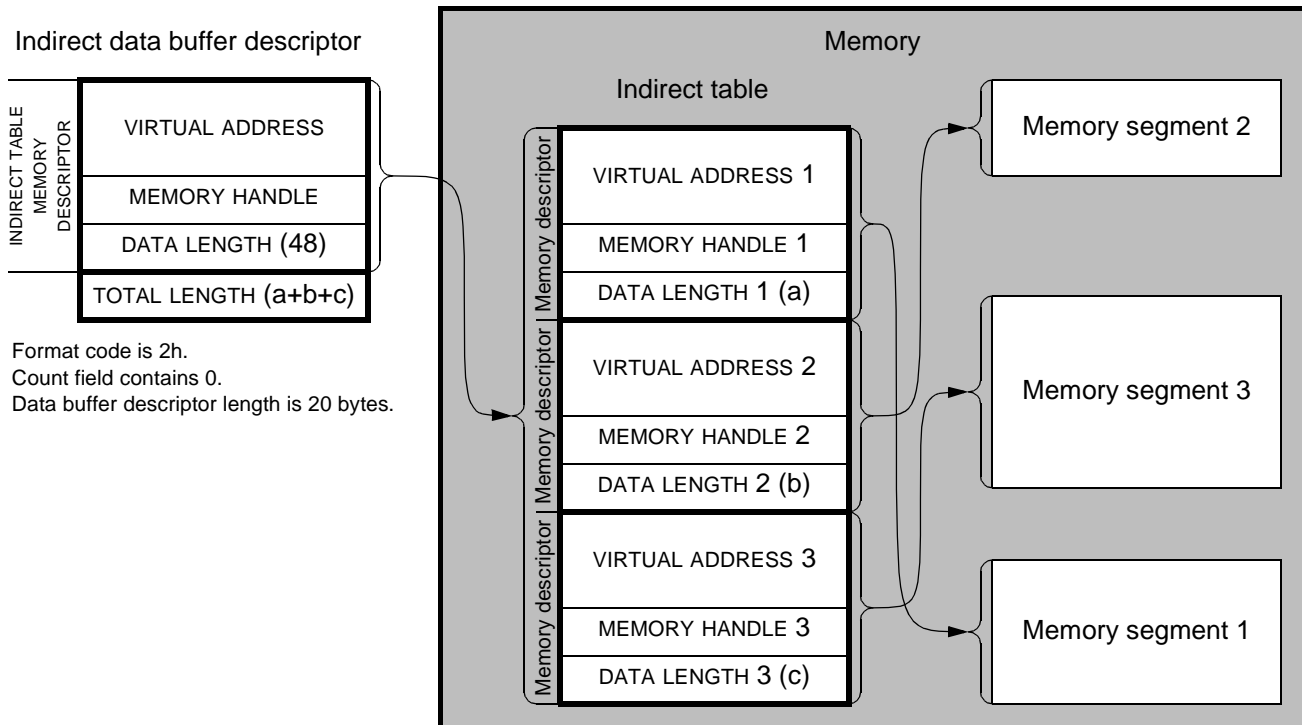 Indirect data buffer descriptor
INDIRECT TABLE
MEMORY
DESCRIPTOR
VIRTUAL ADDRESS
MEMORY HANDLE
DATA LENGTH (48)
TOTAL LENGTH (a+b+c)
Format code is 2h.
Count field contains 0.
Data buffer descriptor length is 20 bytes.
Memory
Indirect table
Memory descriptor
VIRTUAL ADDRESS 1
MEMORY HANDLE 1
DATA LENGTH 1 (a)
Memory descriptor
VIRTUAL ADDRESS 2
MEMORY HANDLE 2
DATA LENGTH 2 (b)
Memory descriptor
VIRTUAL ADDRESS 3
MEMORY HANDLE 3
DATA LENGTH 3 (c)
Memory segment 2
Memory segment 3
Memory segment 1